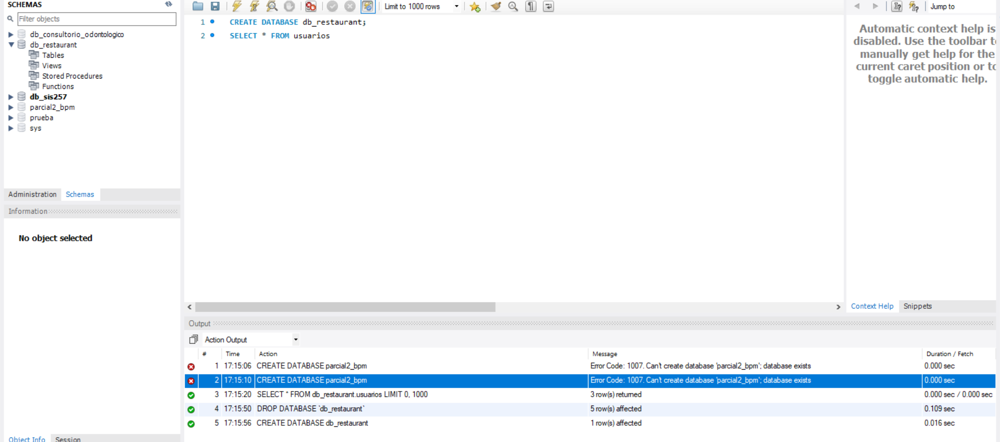 SCHEMAS
Filter objects
db_consultorio_odontologico
db_restaurant
Tables
Views
Stored Procedures
Functions
db_sis257
parcial2_bpm
prueba
sys
Administration Schemas
Information
No object selected
Object Info Session
Limit to 1000 rows
1 CREATE DATABASE db_restaurant;
2 SELECT * FROM usuarios
Jump to
Automatic context help is
disabled. Use the toolbar to
manually get help for the
current caret position or to
toggle automatic help.
Context Help Snippets
Output
Action Output
# Time Action Message Duration / Fetch
1 17:15:06 CREATE DATABASE parcial2_bpm Error Code: 1007. Can't create database 'parcial2_bpm'; database exists 0.000 sec
2 17:15:10 CREATE DATABASE parcial2_bpm Error Code: 1007. Can't create database 'parcial2_bpm'; database exists 0.000 sec
3 17:15:20 SELECT * FROM db_restaurant.usuarios LIMIT 0, 1000 3 row(s) returned 0.000 sec / 0.000 sec
4 17:15:50 DROP DATABASE `db_restaurant` 5 row(s) affected 0.109 sec
5 17:15:56 CREATE DATABASE db_restaurant 1 row(s) affected 0.016 sec